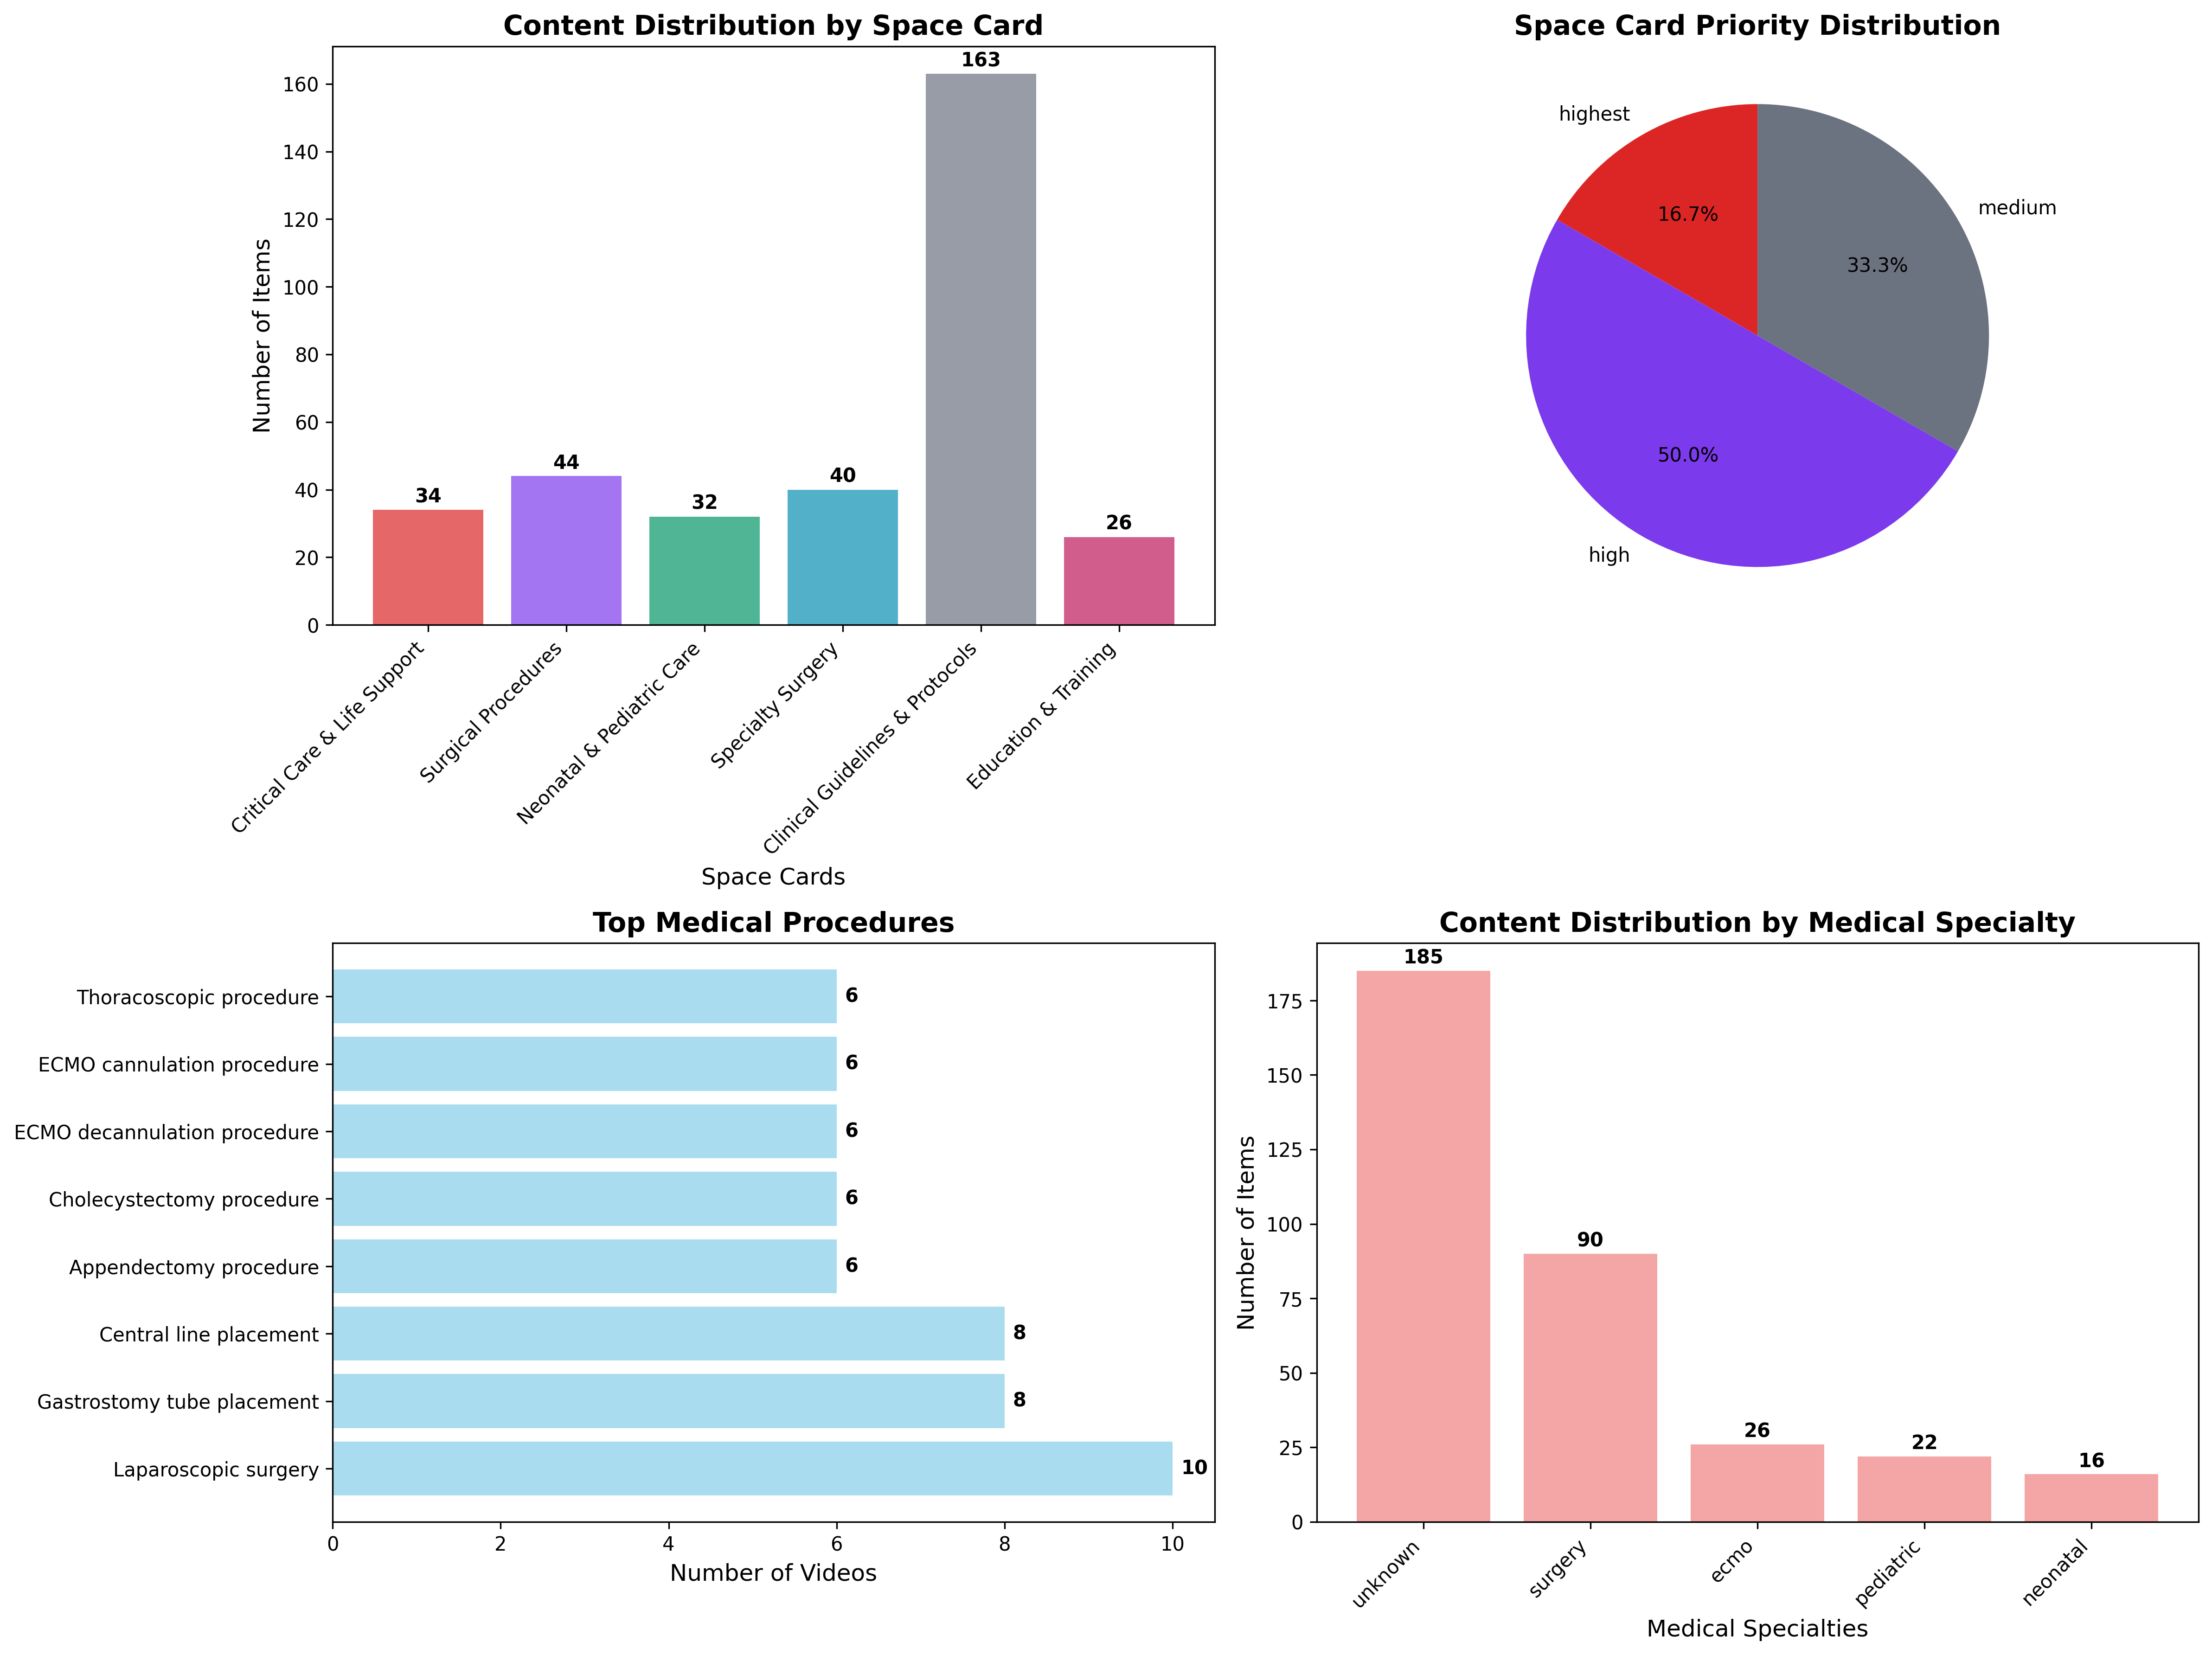 Content Distribution by Space Card
Number of Items
160
140
120
100
80
60
40
20
0
34
44
32
40
163
26
Critical Care & Life Support
Surgical Procedures
Neonatal & Pediatric Care
Specialty Surgery
Clinical Guidelines & Protocols
Education & Training
Space Cards
Space Card Priority Distribution
highest
16.7%
medium
33.3%
50.0%
high
Top Medical Procedures
Thoracoscopic procedure
6
ECMO cannulation procedure
6
ECMO decannulation procedure
6
Cholecystectomy procedure
6
Appendectomy procedure
6
Central line placement
8
Gastrostomy tube placement
8
Laparoscopic surgery
10
0 2 4 6 8 10
Number of Videos
Content Distribution by Medical Specialty
Number of Items
175
150
125
100
75
50
25
0
185
90
26
22
16
unknown
surgery
ecmo
pediatric
neonatal
Medical Specialties